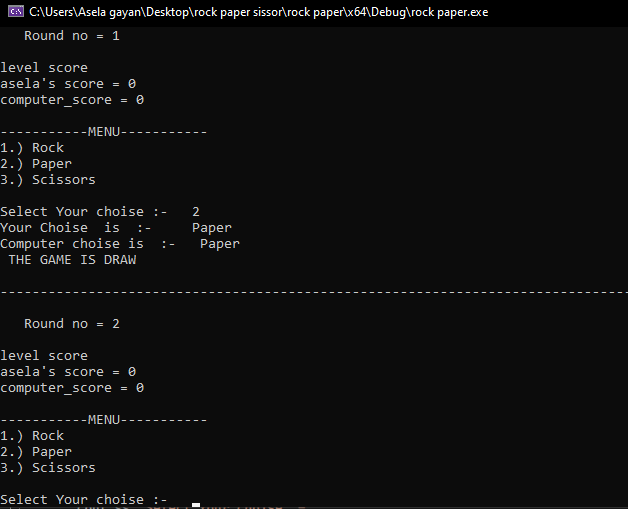 C:\Users\Asela gayan\Desktop\rock paper sissor\rock paper\x64\Debug\rock paper.exe
Round no = 1
level score
asela's score = 0
computer_score = 0
-----------MENU-----------
1.) Rock
2.) Paper
3.) Scissors
Select Your choise :-   2
Your Choise  is  :-     Paper
Computer choise is  :-   Paper
THE GAME IS DRAW
-------------------------------------------------------------------------------
Round no = 2
level score
asela's score = 0
computer_score = 0
-----------MENU-----------
1.) Rock
2.) Paper
3.) Scissors
Select Your choise :-